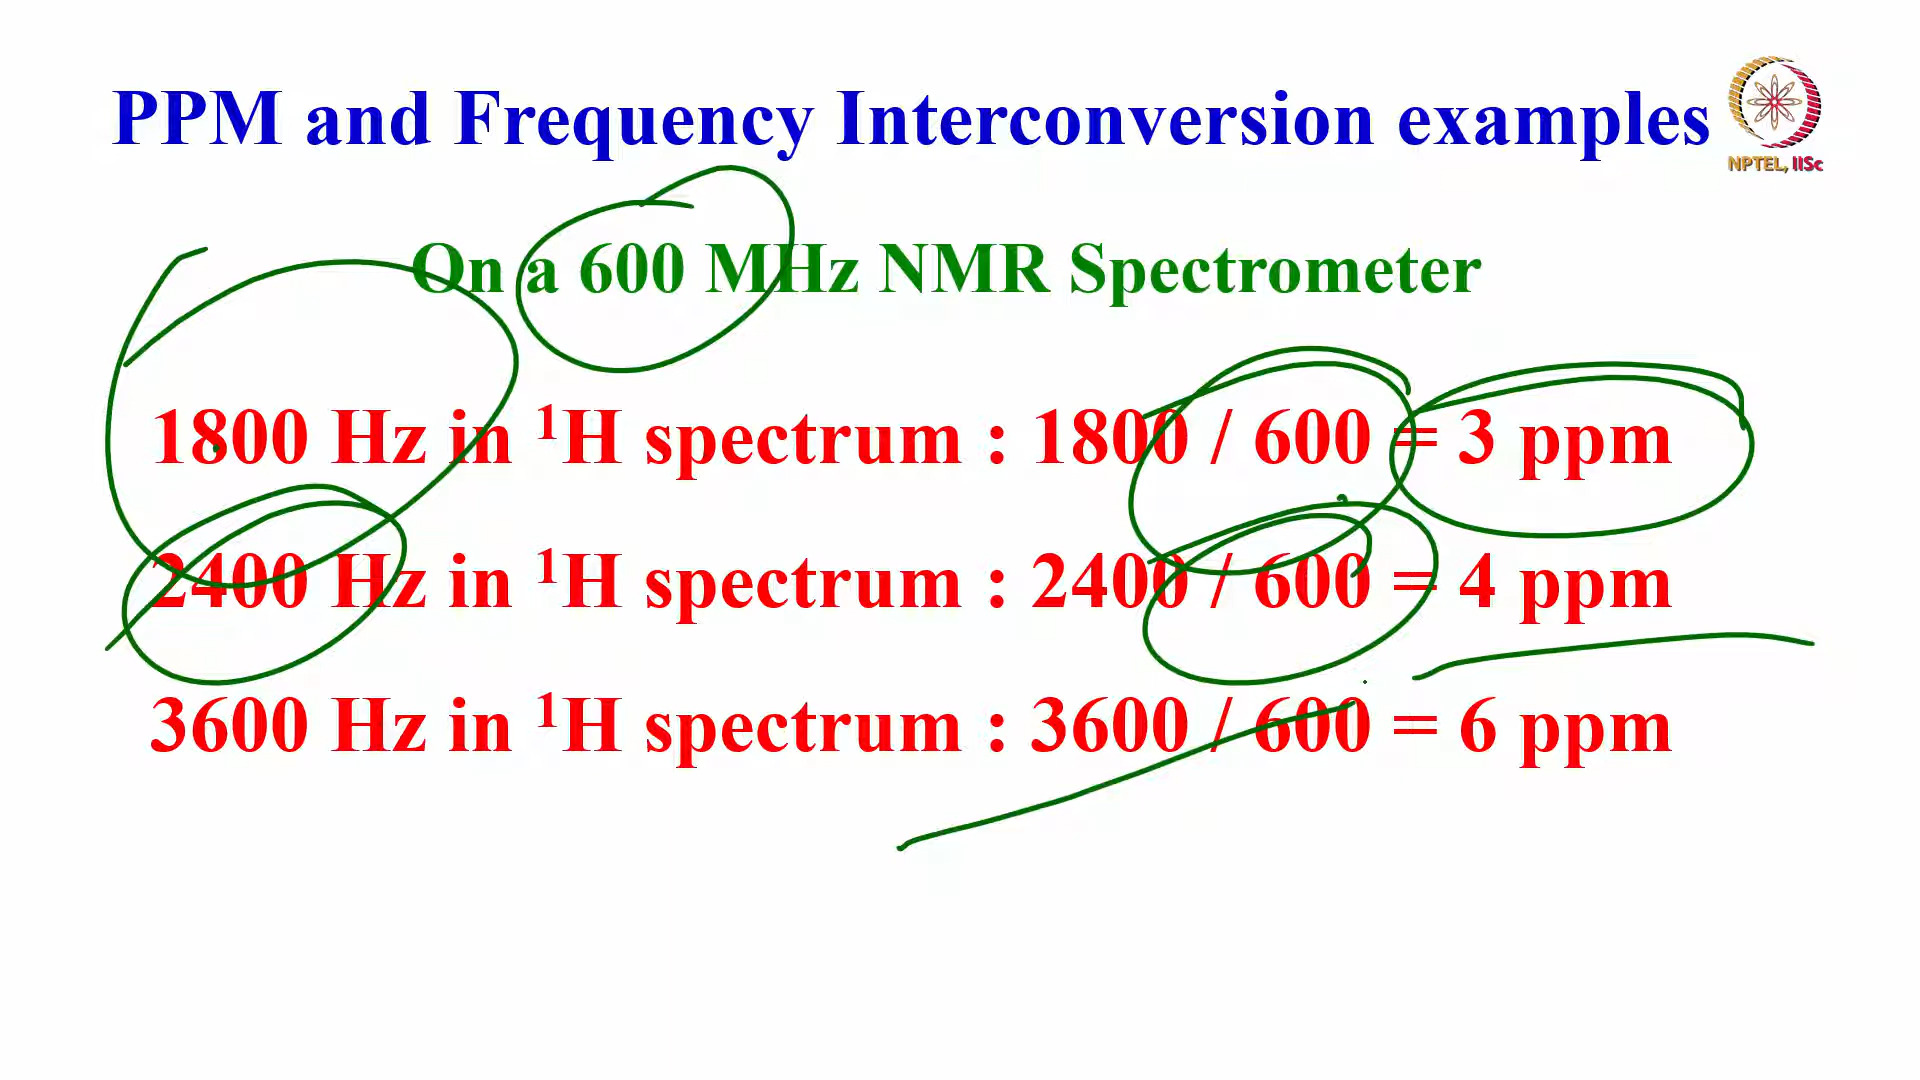 PPM and Frequency Interconversion examples
NPTEL, IISc
On a 600 MHz NMR Spectrometer
1800 Hz in ¹H spectrum : 1800 / 600 = 3 ppm
2400 Hz in ¹H spectrum : 2400 / 600 = 4 ppm
3600 Hz in ¹H spectrum : 3600 / 600 = 6 ppm